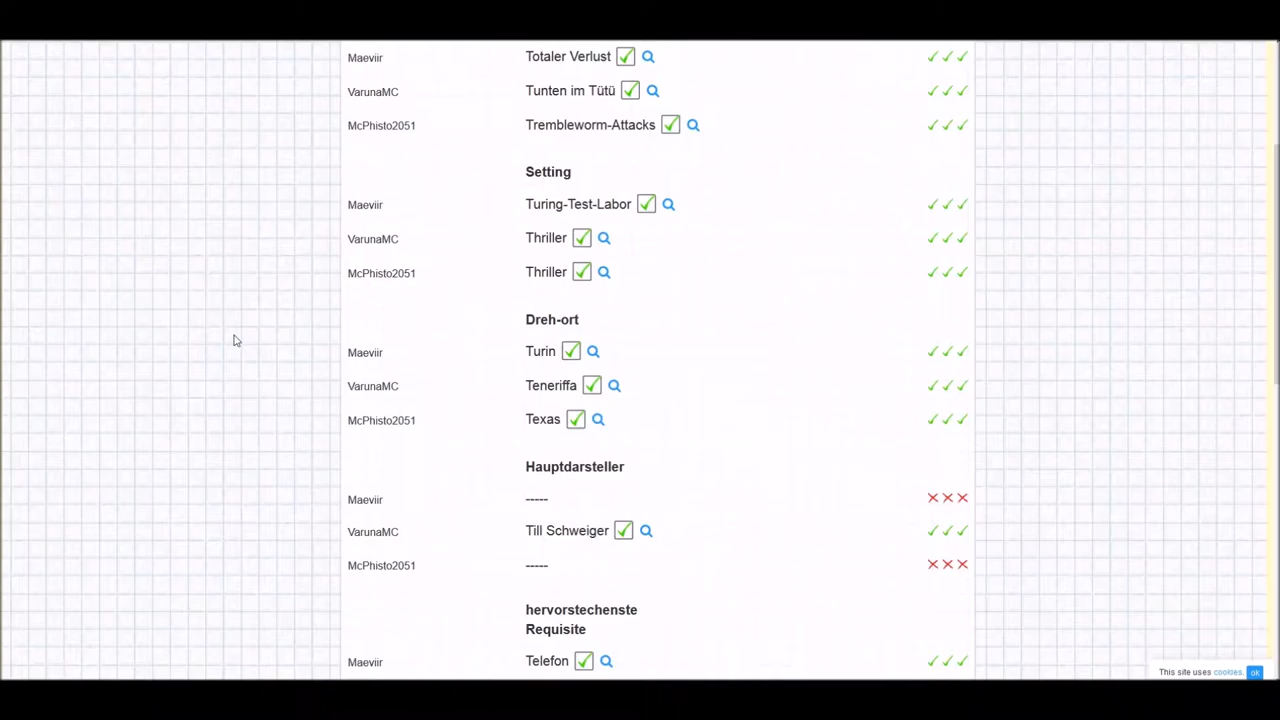 Maeviir Totaler Verlust
VarunaMC Tunten im Tütü
McPhisto2051 Trembleworm-Attacks
Setting
Maeviir Turing-Test-Labor
VarunaMC Thriller
McPhisto2051 Thriller
Dreh-ort
Maeviir Turin
VarunaMC Teneriffa
McPhisto2051 Texas
Hauptdarsteller
Maeviir -----
VarunaMC Till Schweiger
McPhisto2051 -----
hervorstechenste
Requisite
Maeviir Telefon
This site uses cookies. ok